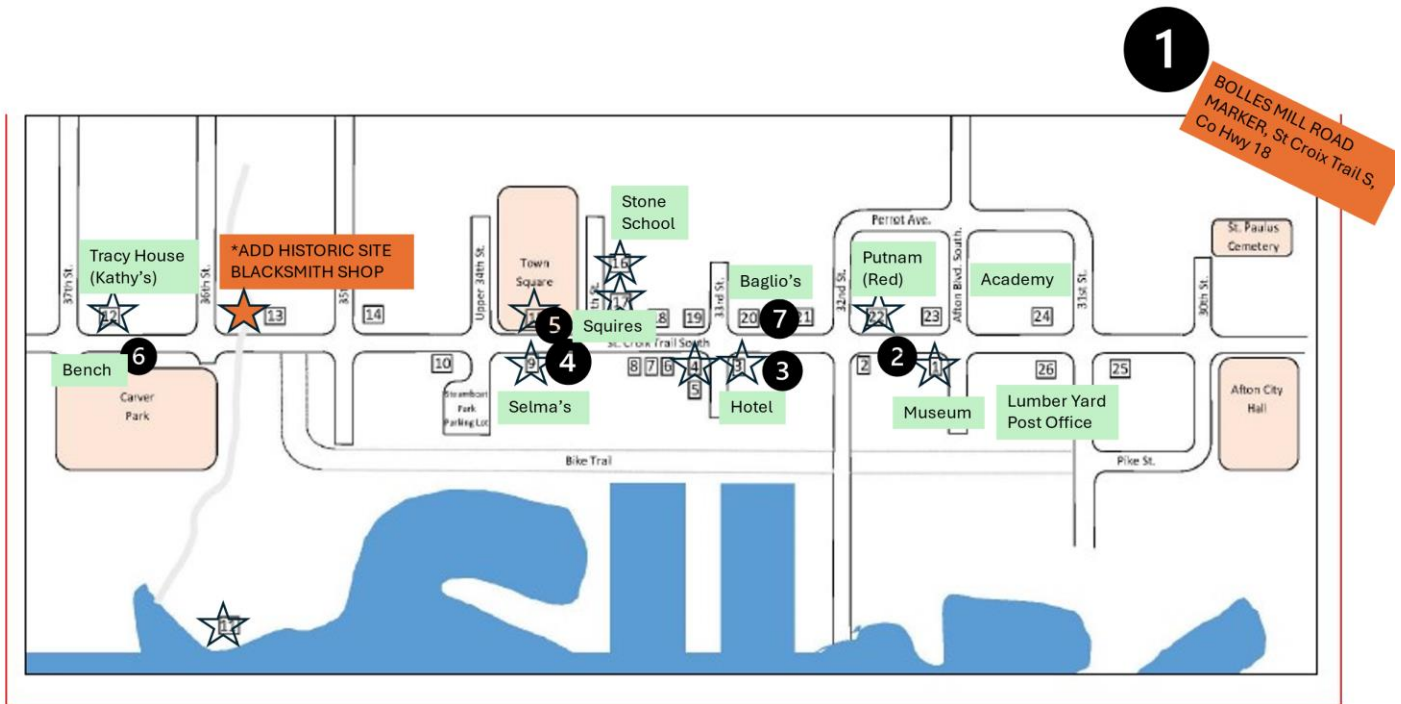 1
BOLLES MILL ROAD
MARKER, St Croix Trail S,
Co Hwy 18
Stone
School
Perrot Ave.
St. Paulus
Cemetery
Tracy House
(Kathy's)
*ADD HISTORIC SITE
BLACKSMITH SHOP
37th St.
36th St.
Upper 34th St.
Town
Square
16
17
33rd St.
Baglio's
32nd St.
Putnam
(Red)
Afton Blvd. South.
Academy
31st St.
30th St.
12
13
14
5
Squires
19
20
7
22
23
24
St. Croix Trail South
6
Bench
Carver
Park
10
9
4
8
7
6
4
5
3
3
2
2
1
26
25
Park
Parking Lot
Selma's
Hotel
Museum
Lumber Yard
Post Office
Afton City
Hall
Bike Trail
Pike St.